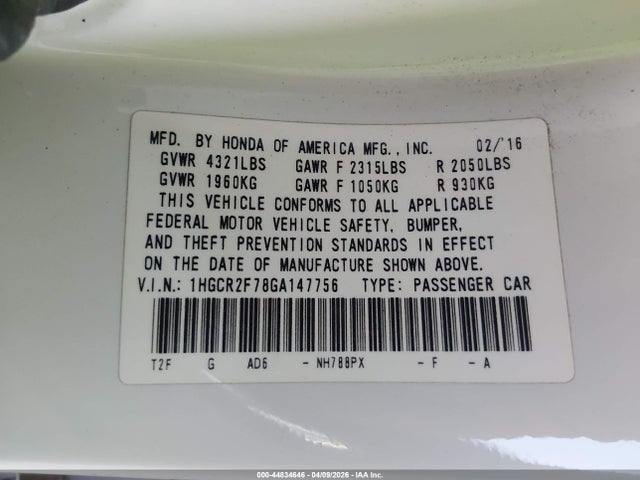 MFD. BY HONDA OF AMERICA MFG., INC. 02/'16
GVWR 4321LBS GAWR F 2315LBS R 2050LBS
GVWR 1960KG GAWR F 1050KG R 930KG
THIS VEHICLE CONFORMS TO ALL APPLICABLE
FEDERAL MOTOR VEHICLE SAFETY, BUMPER,
AND THEFT PREVENTION STANDARDS IN EFFECT
ON THE DATE OF MANUFACTURE SHOWN ABOVE.
V.I.N.: 1HGCR2F78GA147756 TYPE: PASSENGER CAR
T2F G AD6 - NH788PX - F - A
000-44834646 - 04/09/2026 - IAA Inc.